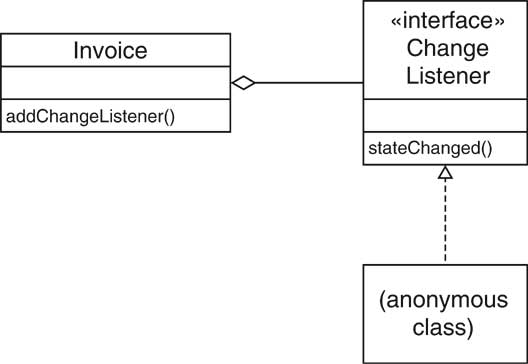 Invoice
addChangeListener()
«interface»
Change
Listener
stateChanged()
(anonymous
class)